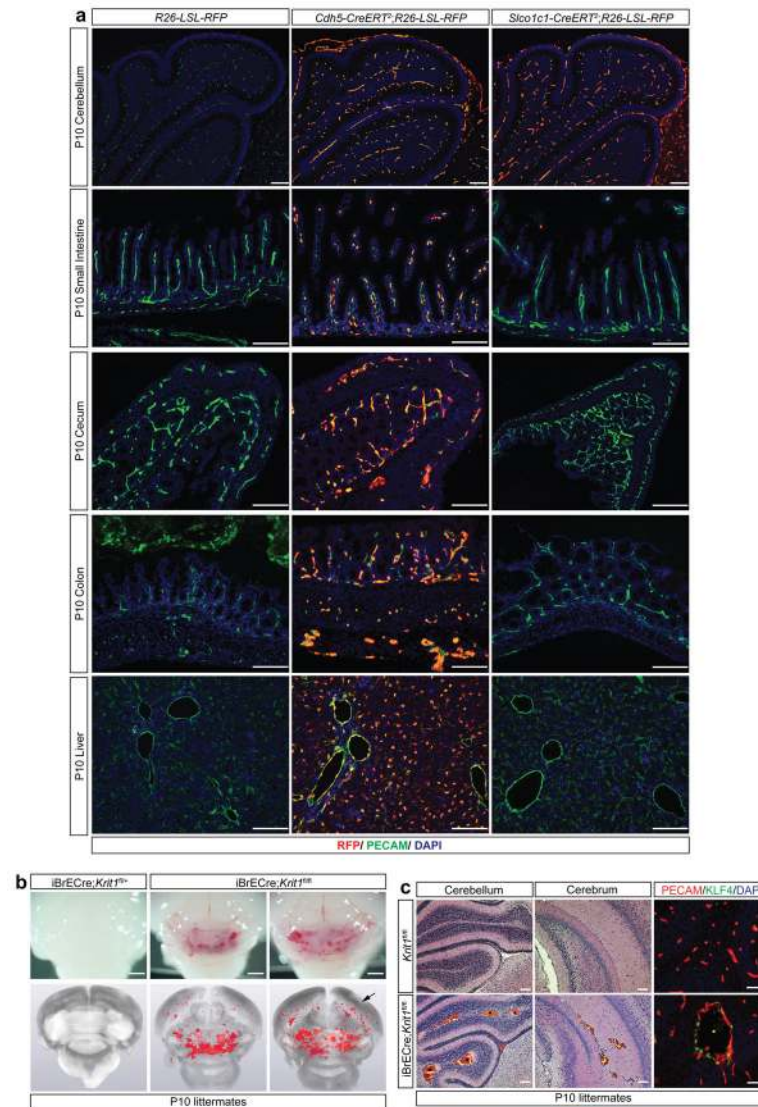 a
R26-LSL-RFP
Cdh5-CreERT²;R26-LSL-RFP
Slco1c1-CreERT²;R26-LSL-RFP
P10 Cerebellum
P10 Small Intestine
P10 Cecum
P10 Colon
P10 Liver
RFP/ PECAM/ DAPI
b
iBrECre;Krit1fl/+
iBrECre;Krit1fl/fl
P10 littermates
c
Cerebellum
Cerebrum
PECAM/KLF4/DAPI
Krit1fl/fl
iBrECre;Krit1fl/fl
P10 littermates